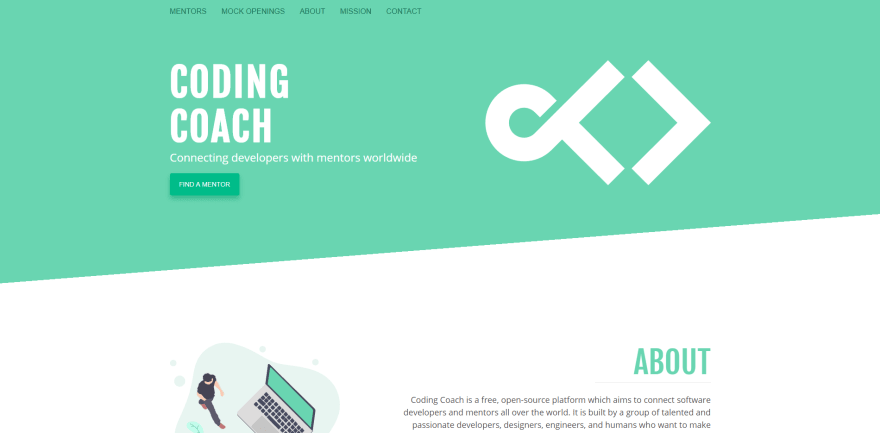 MENTORS MOCK OPENINGS ABOUT MISSION CONTACT
CODING
COACH
Connecting developers with mentors worldwide
FIND A MENTOR
ABOUT
Coding Coach is a free, open-source platform which aims to connect software
developers and mentors all over the world. It is built by a group of talented and
passionate developers, designers, engineers, and humans who want to make